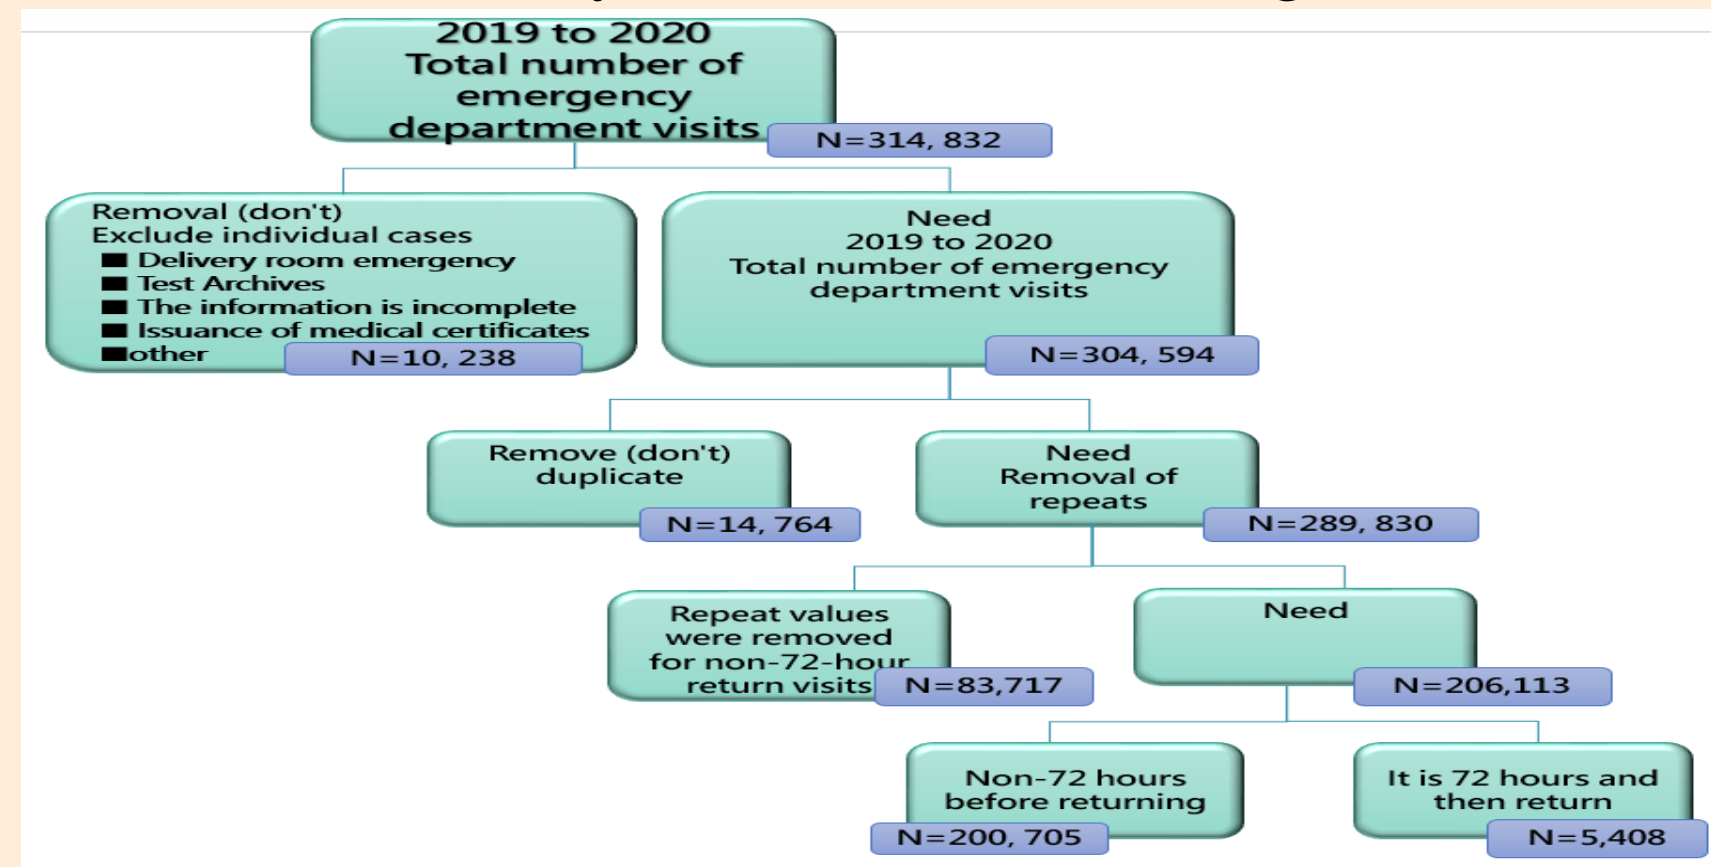 2019 to 2020
Total number of
emergency
department visits
N=314, 832
Removal (don't)
Exclude individual cases
■ Delivery room emergency
■ Test Archives
■ The information is incomplete
■ Issuance of medical certificates
■other
N=10, 238
Need
2019 to 2020
Total number of emergency
department visits
N=304, 594
Remove (don't)
duplicate
N=14, 764
Need
Removal of
repeats
N=289, 830
Repeat values
were removed
for non-72-hour
return visits
N=83,717
Need
N=206,113
Non-72 hours
before returning
N=200, 705
It is 72 hours and
then return
N=5,408